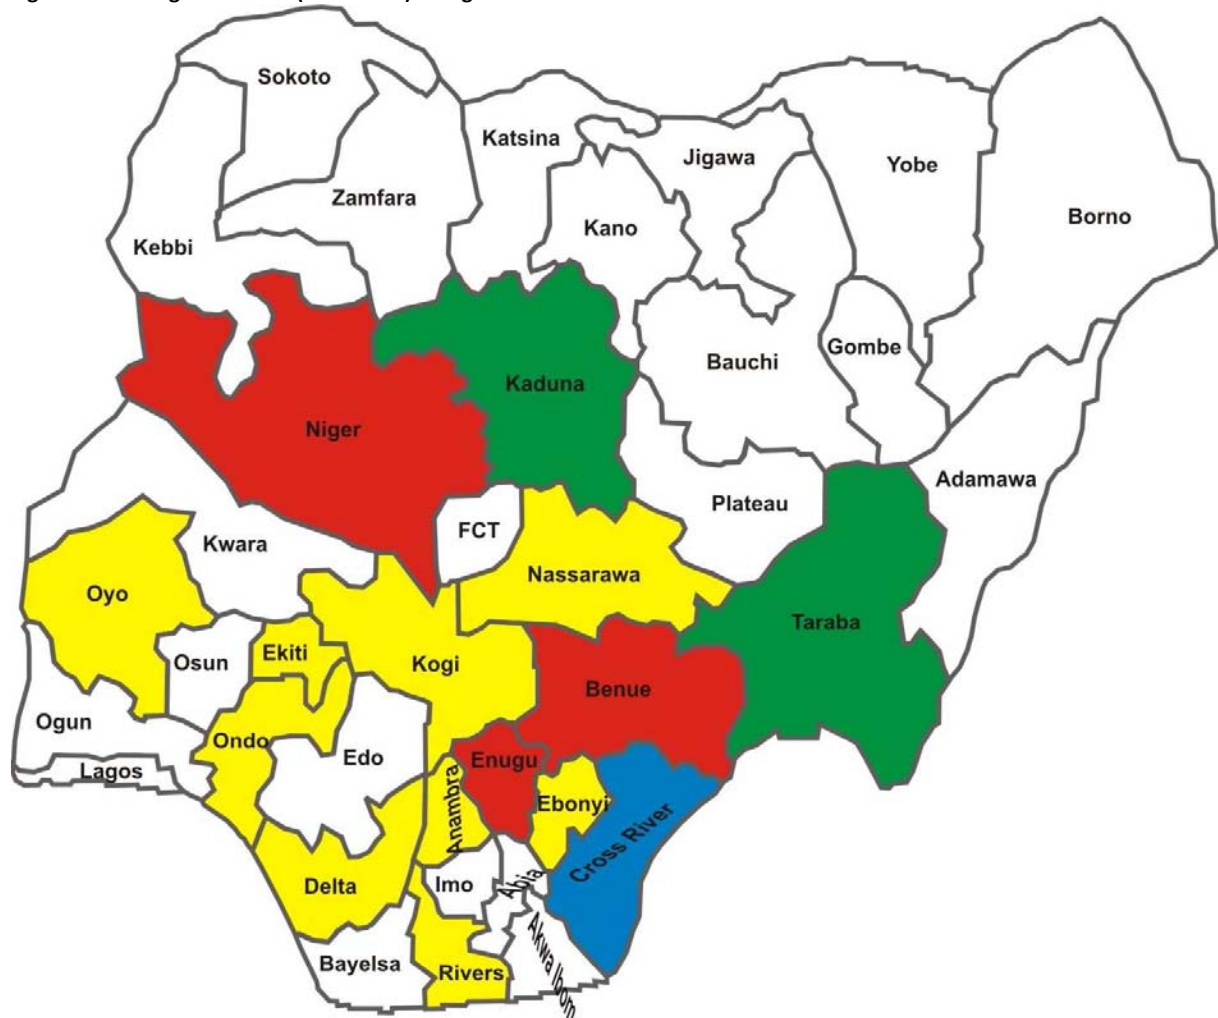 Sokoto
Katsina
Jigawa
Yobe
Zamfara
Kano
Borno
Kebbi
Bauchi
Gombe
Kaduna
Niger
Adamawa
Plateau
FCT
Kwara
Nassarawa
Oyo
Taraba
Ekiti
Osun
Kogi
Benue
Ogun
Ondo
Edo
Enugu
Lagos
Anambra
Ebonyi
Cross River
Delta
Imo
Abia
Akwa Ibom
Bayelsa
Rivers